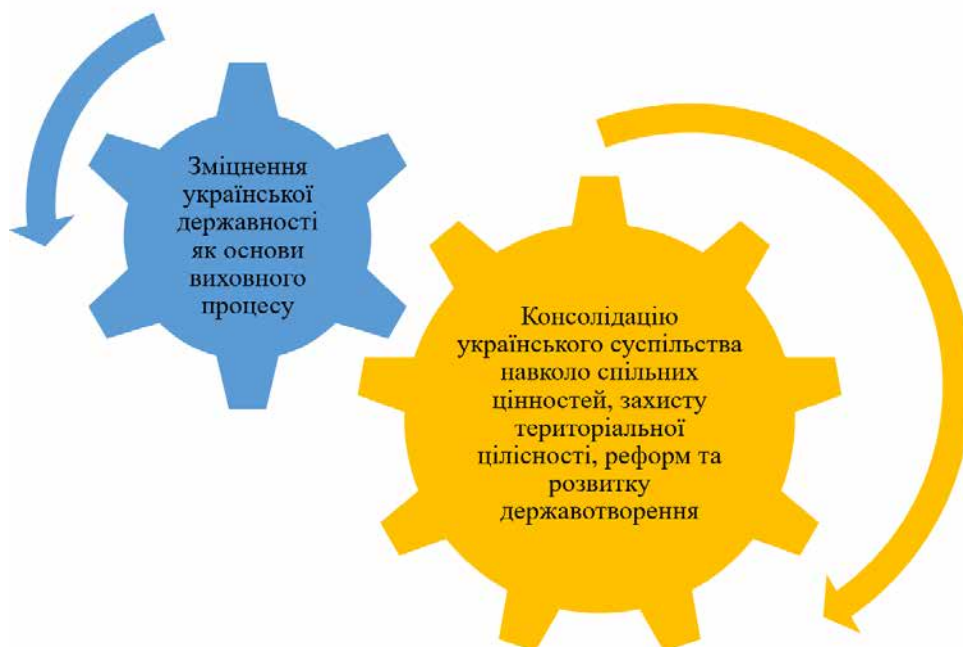 Зміцнення
української
державності
як основи
виховного
процесу
Консолідацію
українського суспільства
навколо спільних
цінностей, захисту
територіальної
цілісності, реформ та
розвитку
державотворення